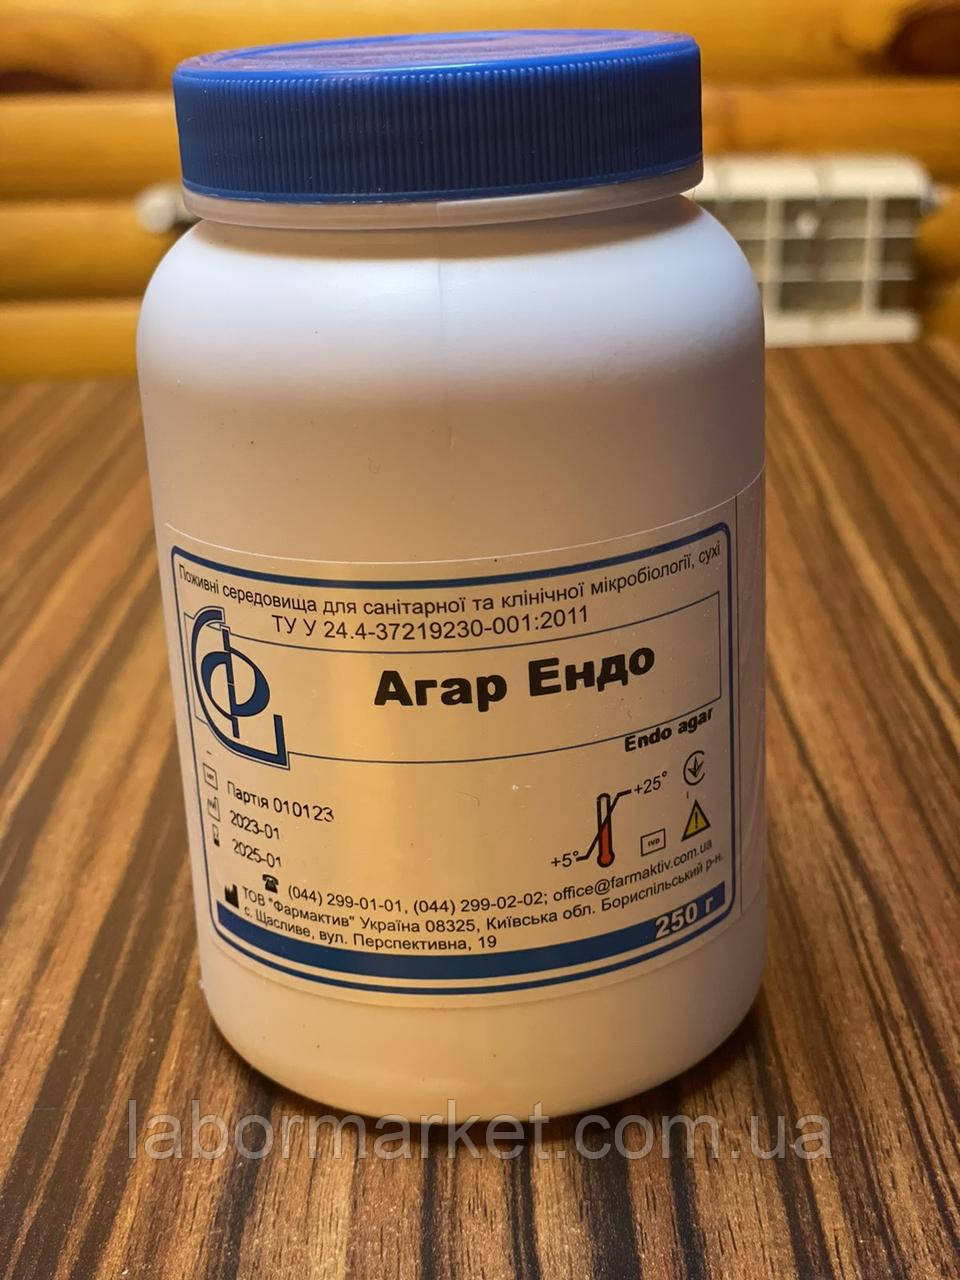 Поживні середовища для санітарної та клінічної мікробіології, сухі
ТУ У 24.4-37219230-001:2011
Агар Ендо
Endo agar
LOT Партія 010123
2023-01
2025-01
+25°
+5°
IVD
(044) 299-01-01, (044) 299-02-02; office@farmaktiv.com.ua
ТОВ "Фармактив" Україна 08325, Київська обл. Бориспільський р-н.
с. Щасливе, вул. Перспективна, 19
250 г
labormarket.com.ua